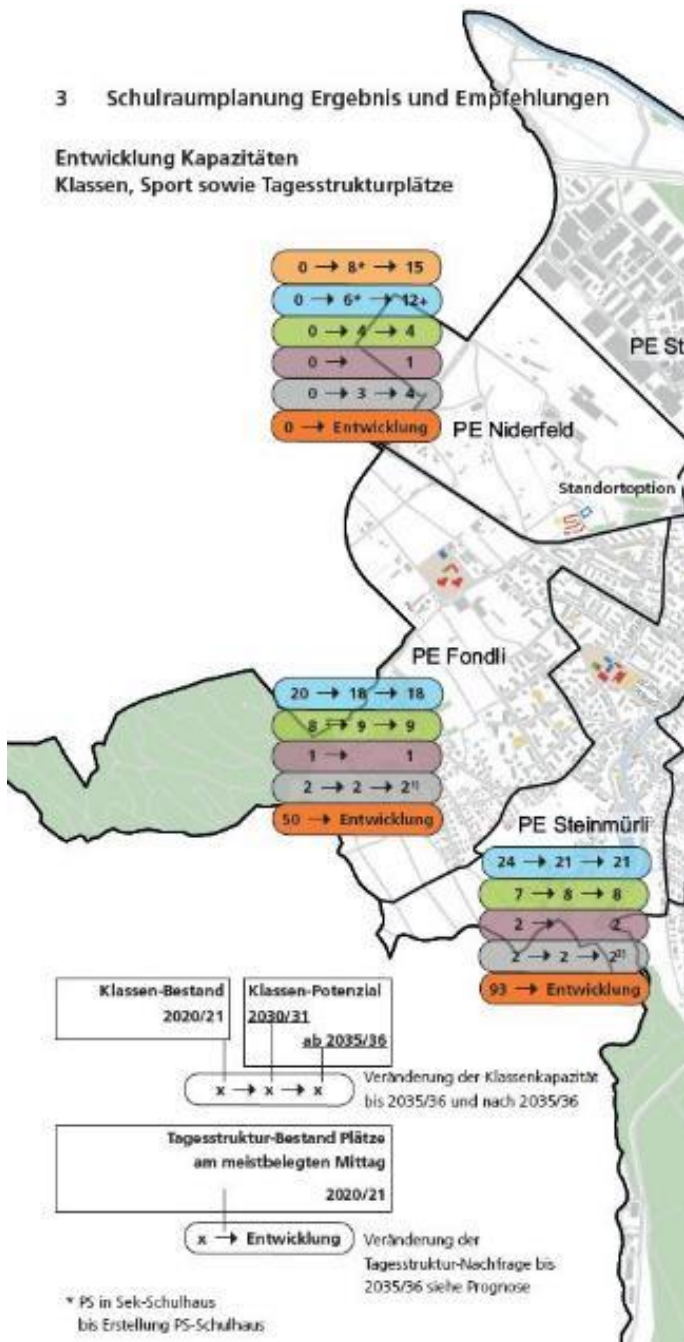 3 Schulraumplanung Ergebnis und Empfehlungen
Entwicklung Kapazitäten
Klassen, Sport sowie Tagesstrukturplätze
0 → 8* → 15
0 → 6* → 12+
0 → 4 → 4
0 → 1
0 → 3 → 4
0 → Entwicklung
PE St
PE Niderfeld
Standortoption
PE Fondli
20 → 18 → 18
8 → 9 → 9
1 → 1
2 → 2 → 2¹⁾
50 → Entwicklung
PE Steinmürli
24 → 21 → 21
7 → 8 → 8
2 → 2
2 → 2 → 2²⁾
93 → Entwicklung
Klassen-Bestand
2020/21
Klassen-Potenzial
2030/31
ab 2035/36
x → x → x
Veränderung der Klassenkapazität
bis 2035/36 und nach 2035/36
Tagesstruktur-Bestand Plätze
am meistbelegten Mittag
2020/21
x → Entwicklung
Veränderung der
Tagesstruktur-Nachfrage bis
2035/36 siehe Prognose
* PS in Sek-Schulhaus
bis Erstellung PS-Schulhaus